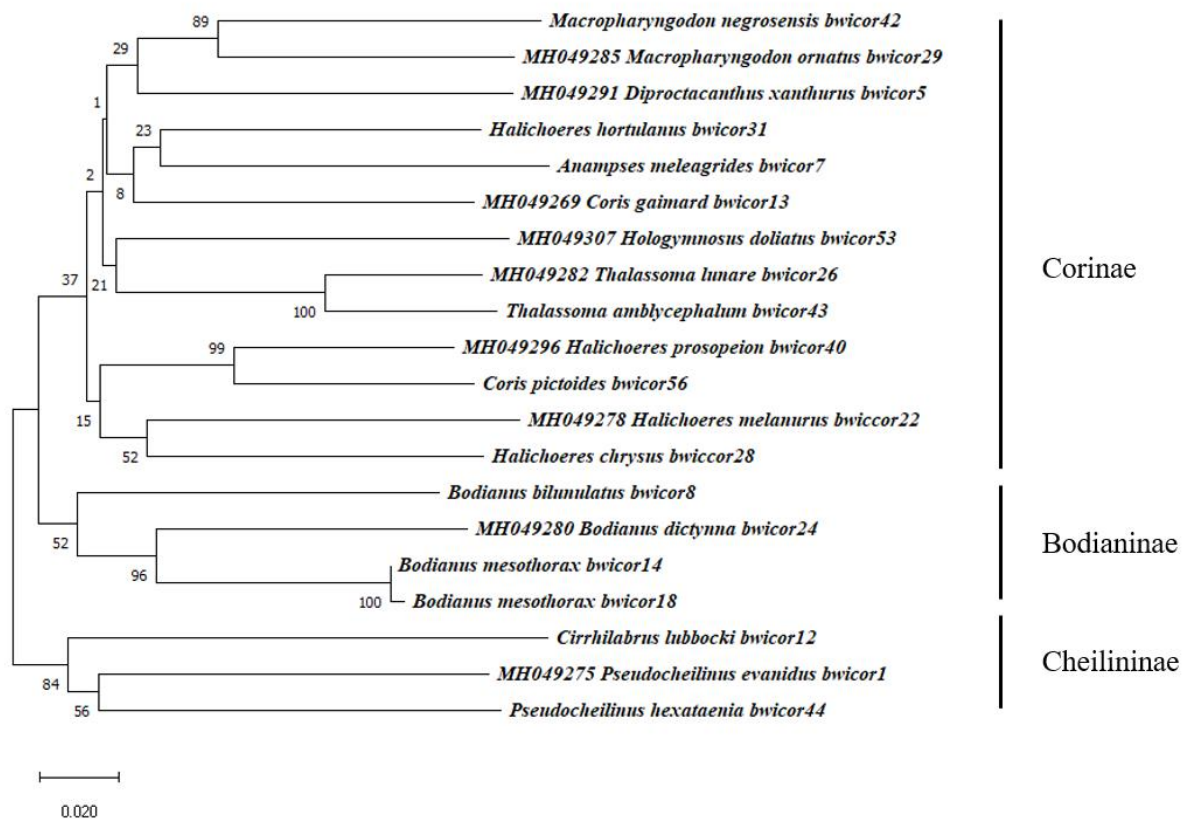 89
Macropharyngodon negrosensis bwicor42
29
MH049285 Macropharyngodon ornatus bwicor29
MH049291 Diproctacanthus xanthurus bwicor5
1
23
Halichoeres hortulanus bwicor31
Anampses meleagrides bwicor7
2
8
MH049269 Coris gaimard bwicor13
MH049307 Hologymnosus doliatus bwicor53
Corinae
37
21
MH049282 Thalassoma lunare bwicor26
100
Thalassoma amblycephalum bwicor43
99
MH049296 Halichoeres prosopeion bwicor40
Coris pictoides bwicor56
15
MH049278 Halichoeres melanurus bwiccor22
52
Halichoeres chrysus bwiccor28
Bodianus bilunulatus bwicor8
52
MH049280 Bodianus dictynna bwicor24
Bodianinae
96
Bodianus mesothorax bwicor14
100
Bodianus mesothorax bwicor18
Cirrhilabrus lubbocki bwicor12
Cheilininae
84
MH049275 Pseudocheilinus evanidus bwicor1
56
Pseudocheilinus hexataenia bwicor44
0.020